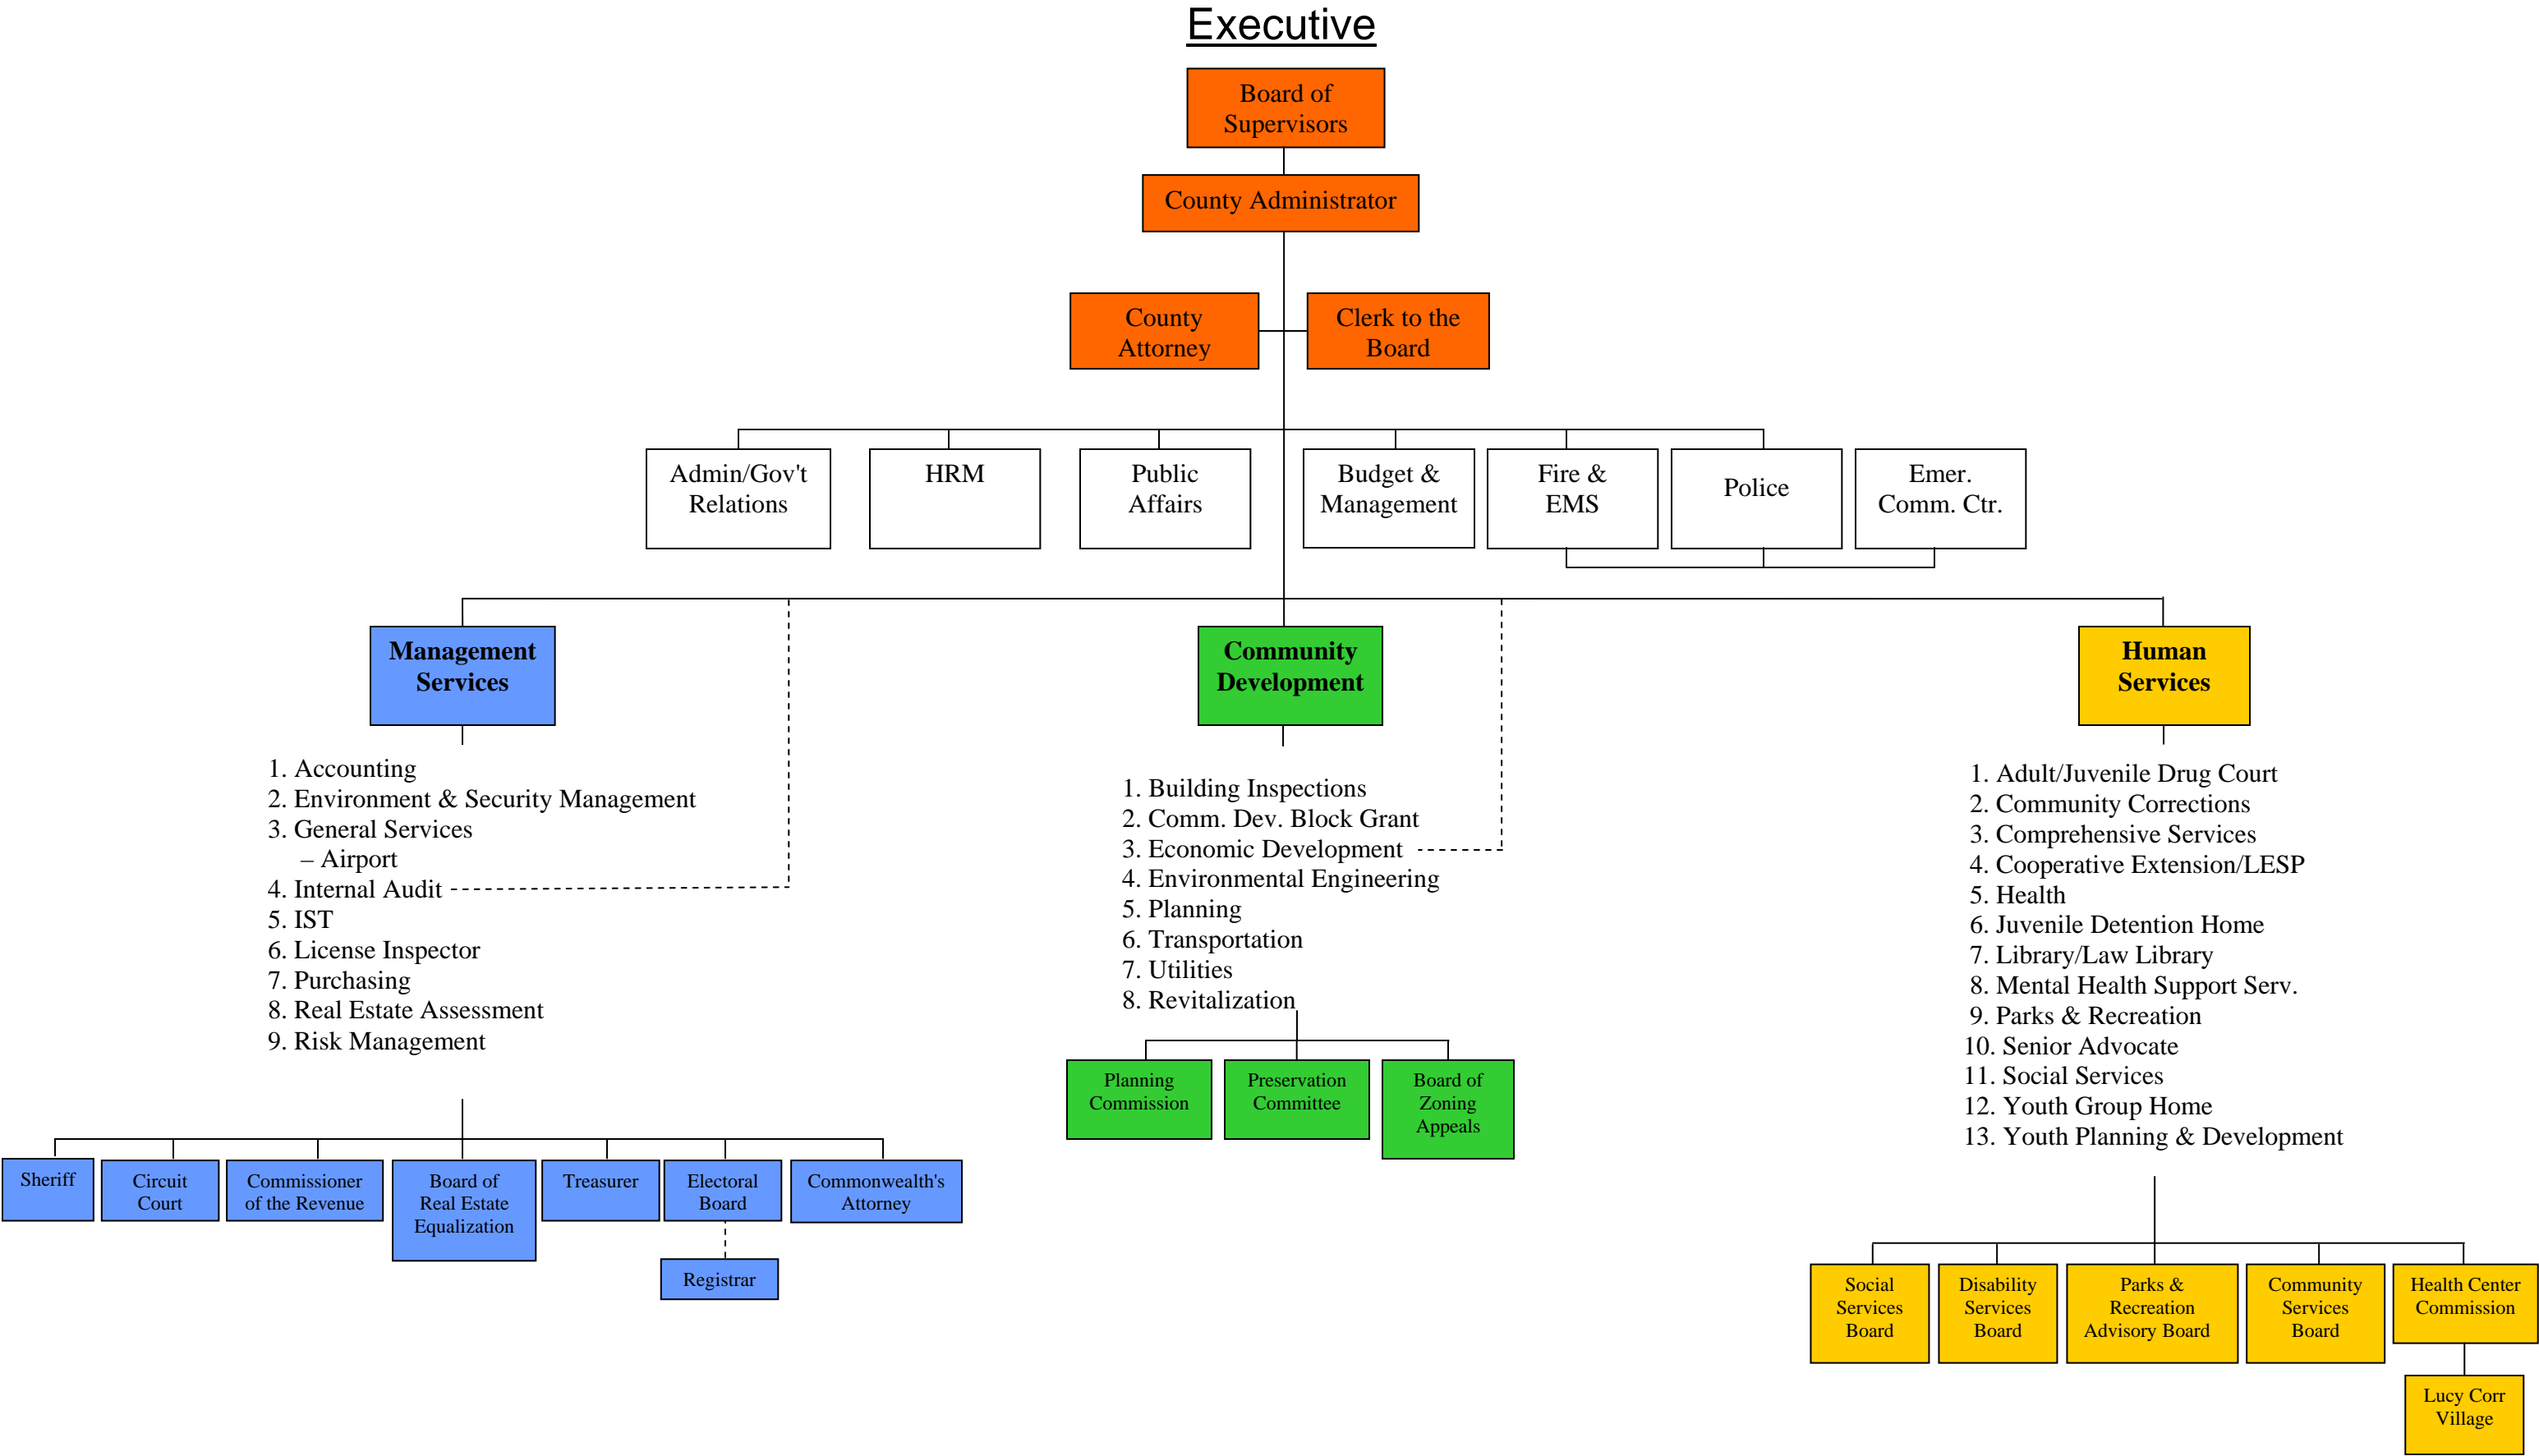 Executive
Board of
Supervisors
County Administrator
County
Attorney
Clerk to the
Board
Admin/Gov't
Relations
HRM
Public
Affairs
Budget &
Management
Fire &
EMS
Police
Emer.
Comm. Ctr.
Management
Services
Community
Development
Human
Services
1. Accounting
2. Environment & Security Management
3. General Services
– Airport
4. Internal Audit
5. IST
6. License Inspector
7. Purchasing
8. Real Estate Assessment
9. Risk Management
1. Building Inspections
2. Comm. Dev. Block Grant
3. Economic Development
4. Environmental Engineering
5. Planning
6. Transportation
7. Utilities
8. Revitalization
1. Adult/Juvenile Drug Court
2. Community Corrections
3. Comprehensive Services
4. Cooperative Extension/LESP
5. Health
6. Juvenile Detention Home
7. Library/Law Library
8. Mental Health Support Serv.
9. Parks & Recreation
10. Senior Advocate
11. Social Services
12. Youth Group Home
13. Youth Planning & Development
Planning
Commission
Preservation
Committee
Board of
Zoning
Appeals
Sheriff
Circuit
Court
Commissioner
of the Revenue
Board of
Real Estate
Equalization
Treasurer
Electoral
Board
Commonwealth's
Attorney
Registrar
Social
Services
Board
Disability
Services
Board
Parks &
Recreation
Advisory Board
Community
Services
Board
Health Center
Commission
Lucy Corr
Village